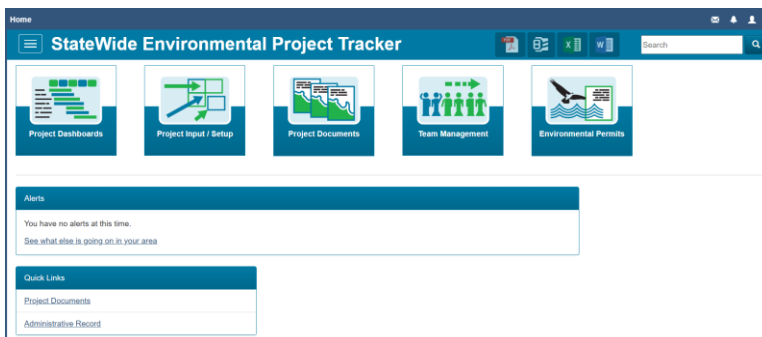 Home
StateWide Environmental Project Tracker
Search
Project Dashboards
Project Input / Setup
Project Documents
Team Management
Environmental Permits
Alerts
You have no alerts at this time.
See what else is going on in your area
Quick Links
Project Documents
Administrative Record